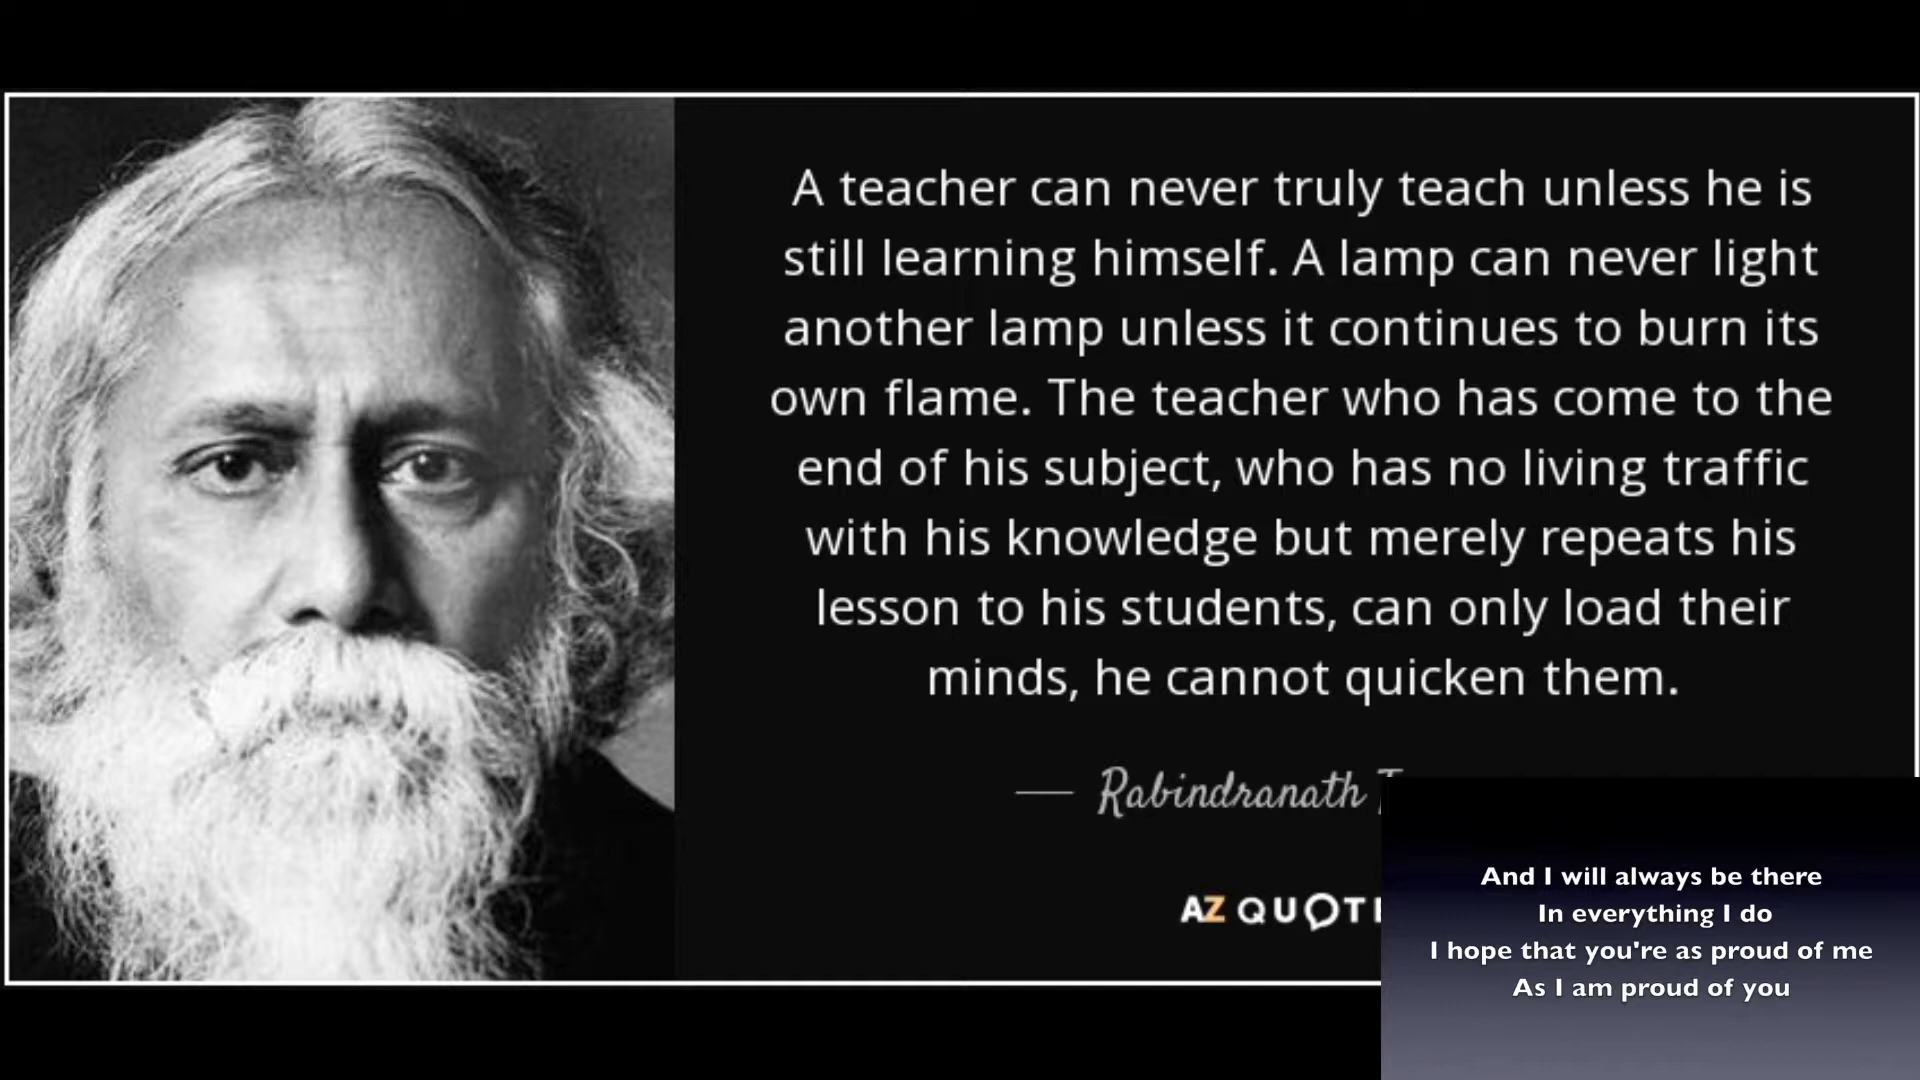 A teacher can never truly teach unless he is
still learning himself. A lamp can never light
another lamp unless it continues to burn its
own flame. The teacher who has come to the
end of his subject, who has no living traffic
with his knowledge but merely repeats his
lesson to his students, can only load their
minds, he cannot quicken them.
— Rabindranath
AZ QUOT
And I will always be there
In everything I do
I hope that you're as proud of me
As I am proud of you